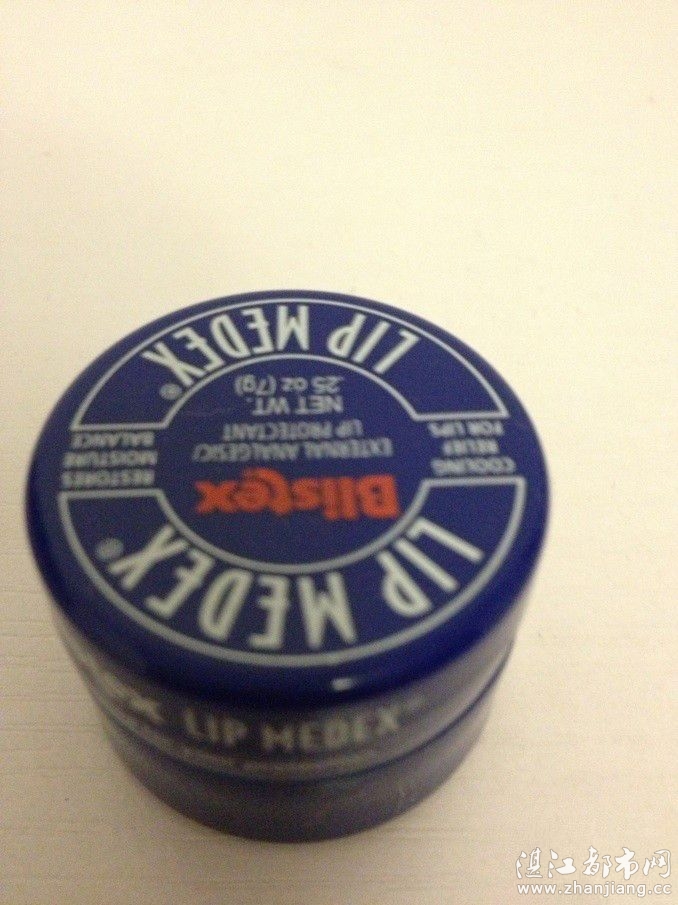 LIP MEDEX®
COOLING
RELIEF
FOR LIPS
Blistex
EXTERNAL ANALGESIC/
LIP PROTECTANT
NET WT.
.25 oz (7g)
RESTORES
MOISTURE
BALANCE
LIP MEDEX®
LIP MEDEX
湛江都市网
www.zhanjiang.cc